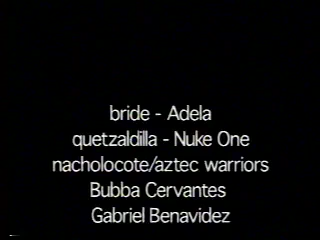 bride - Adela
quetzaldilla - Nuke One
nacholocote/aztec warriors
Bubba Cervantes
Gabriel Benavidez